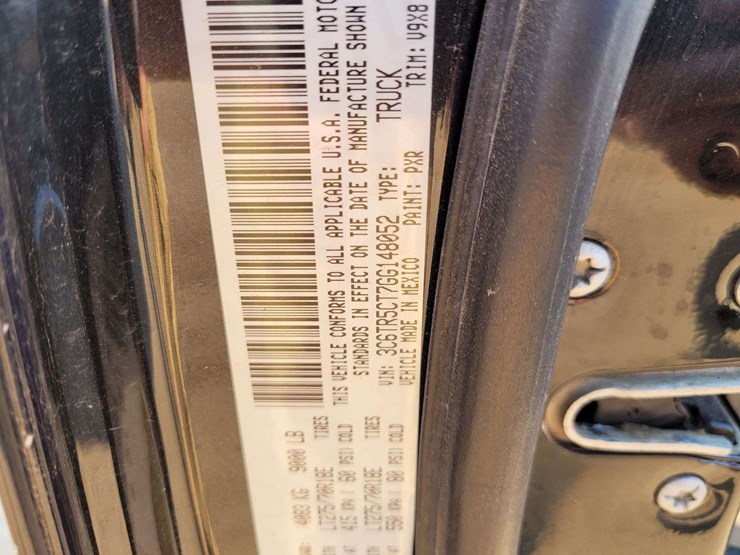 4063 KG 9000 LB
TIRES
LT275/70R18E
415 KPA ( 60 PSI) COLD
TIRES
LT275/70R18E
550 KPA ( 80 PSI) COLD
THIS VEHICLE CONFORMS TO ALL APPLICABLE U.S.A. FEDERAL
STANDARDS IN EFFECT ON THE DATE OF MANUFACTURE SHOWN
VIN: 3C6TR5CT7GG148052 TYPE: TRUCK
VEHICLE MADE IN MEXICO PAINT: PXR TRIM: V9X8